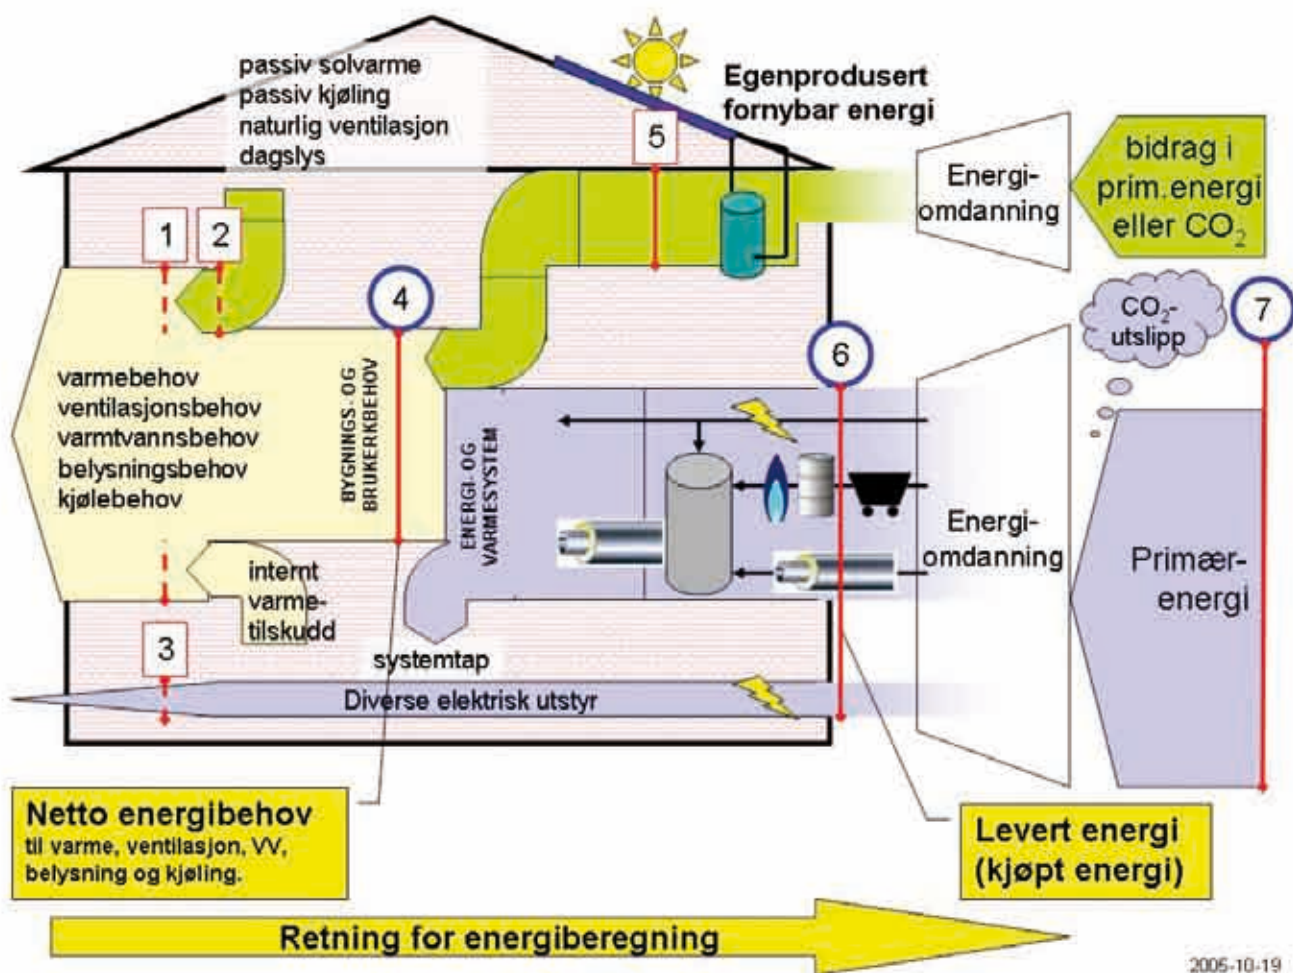 passiv solvarme
passiv kjøling
naturlig ventilasjon
dagslys
Egenprodusert
fornybar energi
5
Energi-
omdanning
bidrag i
prim.energi
eller CO2
1
2
4
CO2-
utslipp
7
6
varmebehov
ventilasjonsbehov
varmtvannsbehov
belysningsbehov
kjølebehov
BYGNINGS- OG
BRUKERKBEHOV
ENERGI- OG
VARMESYSTEM
Energi-
omdanning
Primær-
energi
internt
varme-
tilskudd
3
systemtap
Diverse elektrisk utstyr
Netto energibehov
til varme, ventilasjon, VV,
belysning og kjøling.
Levert energi
(kjøpt energi)
Retning for energiberegning
2005-10-19